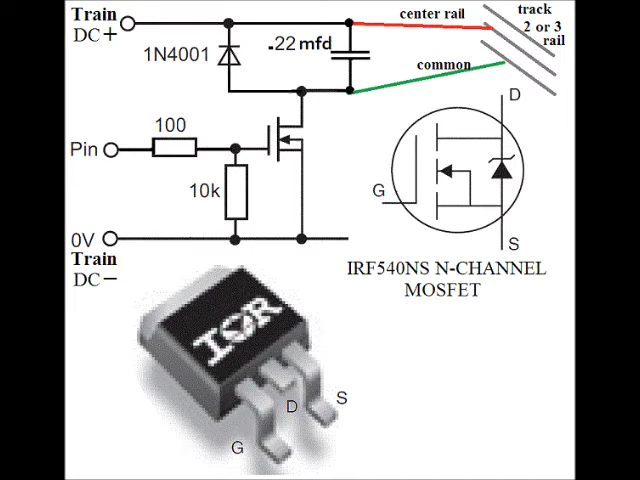 Train
DC+
1N4001
.22 mfd
center rail
track
2 or 3
rail
common
Pin
100
10k
D
G
S
0V
Train
DC−
IRF540NS N-CHANNEL
MOSFET
IOR
G
D
S